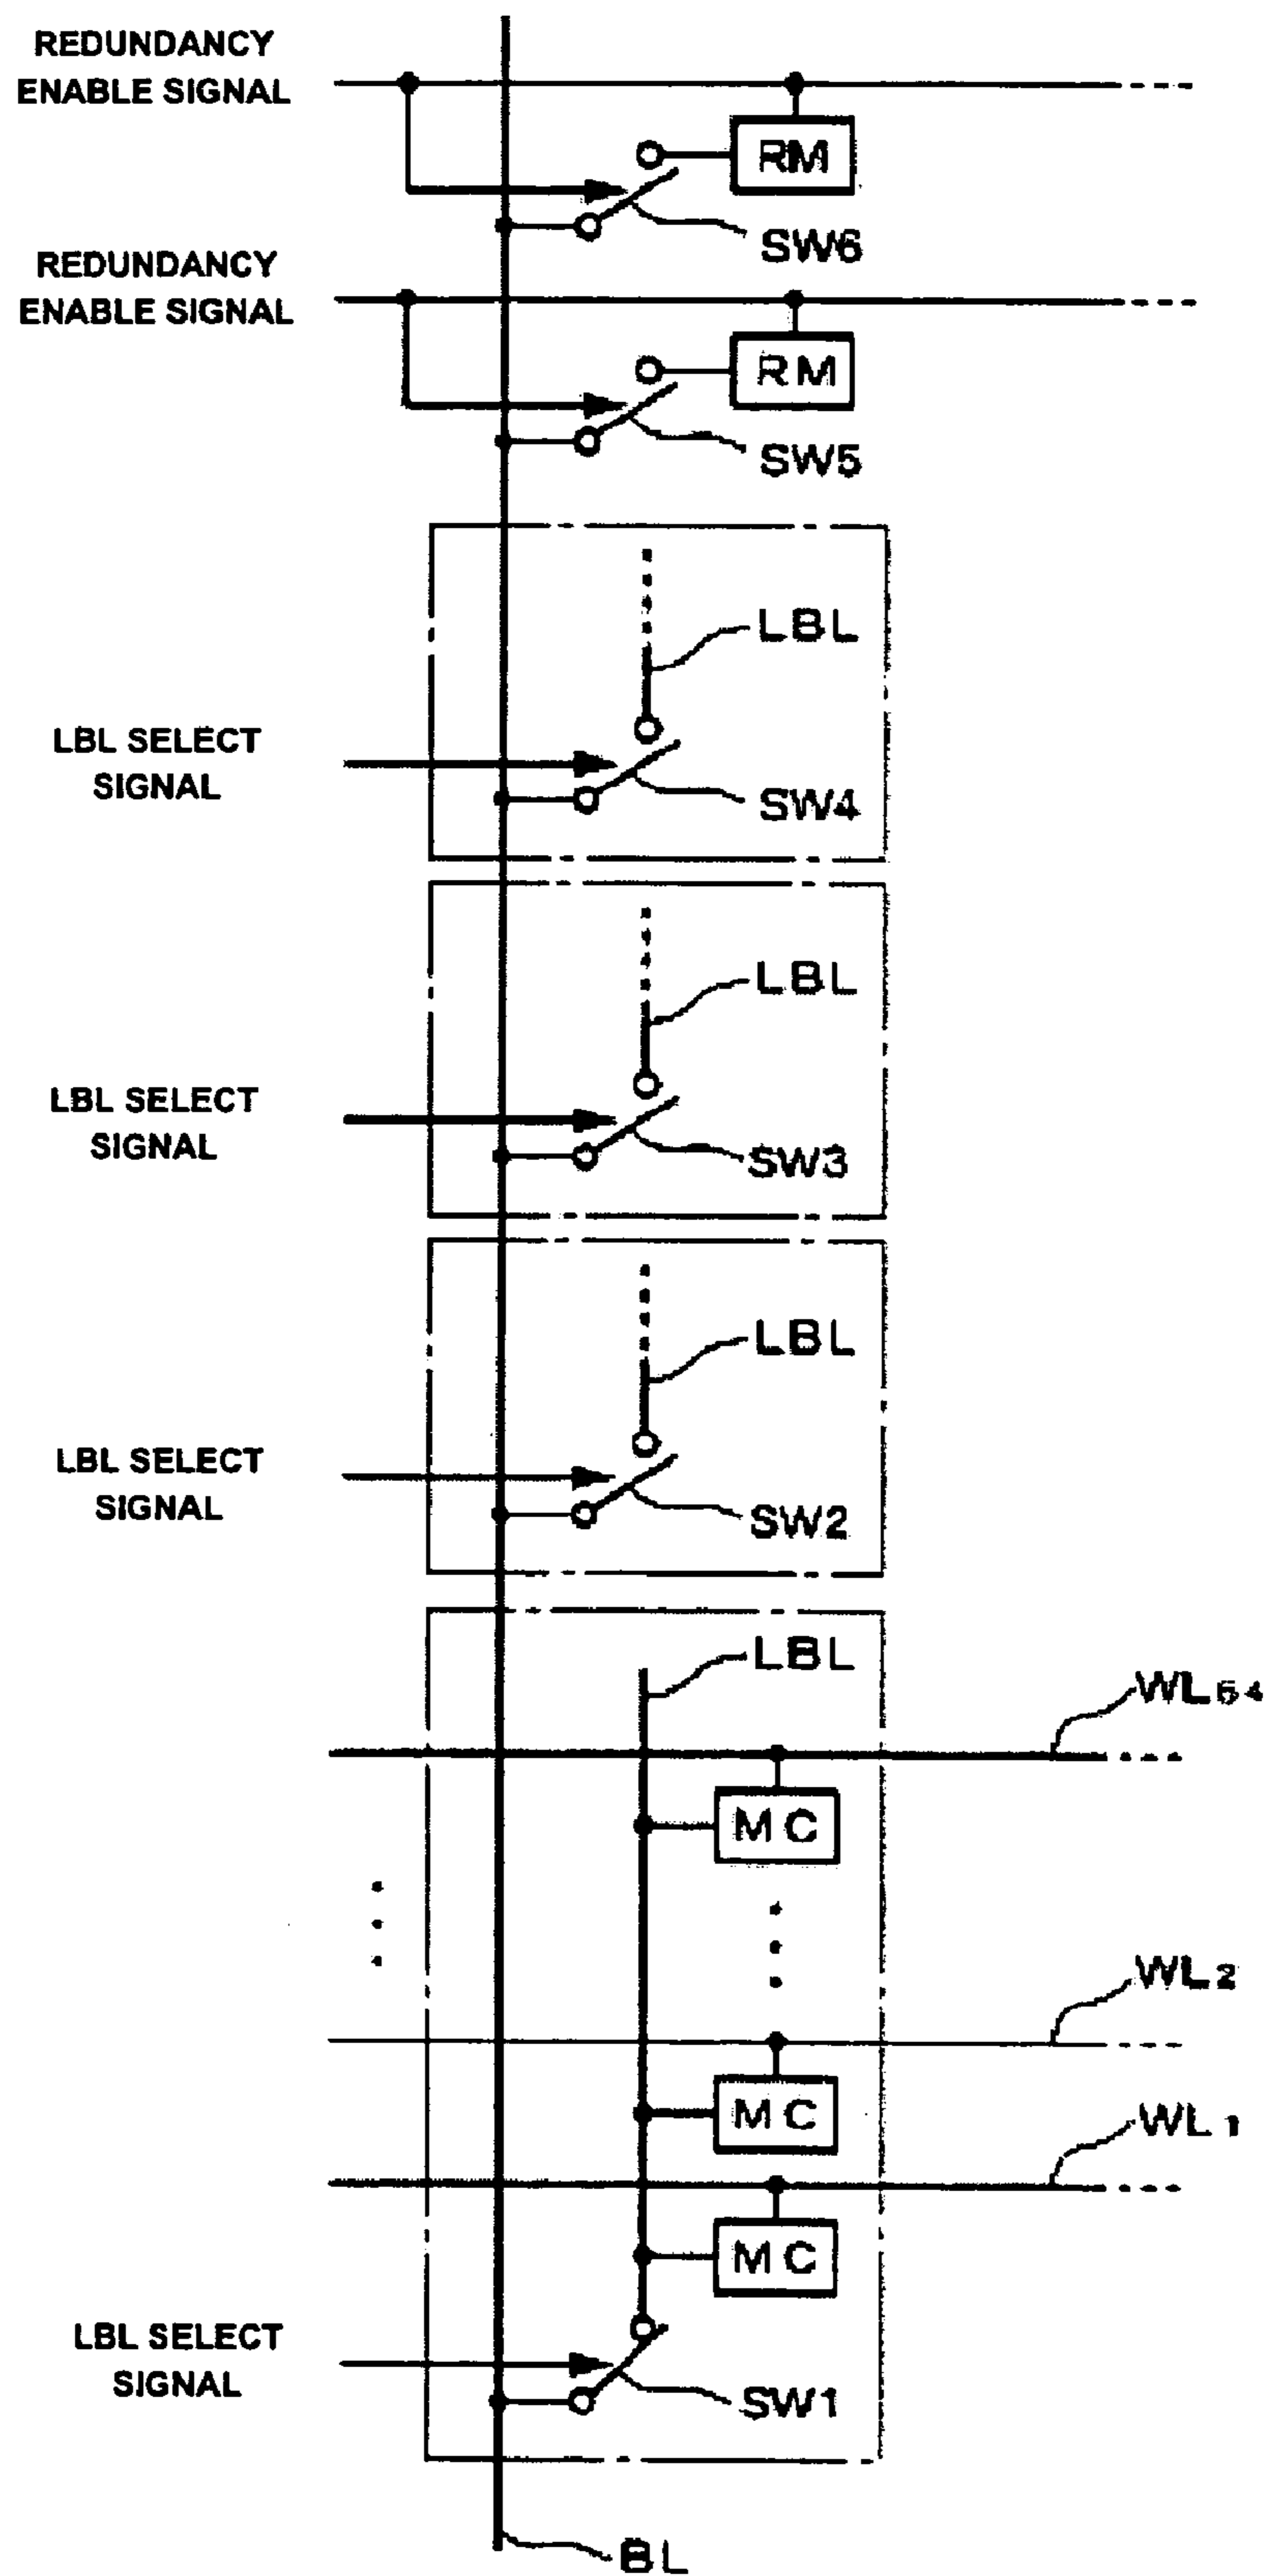 REDUNDANCY
ENABLE SIGNAL
RM
SW6
REDUNDANCY
ENABLE SIGNAL
RM
SW5
LBL
LBL SELECT
SIGNAL
SW4
LBL
LBL SELECT
SIGNAL
SW3
LBL
LBL SELECT
SIGNAL
SW2
LBL
WL64
MC
WL2
MC
WL1
MC
LBL SELECT
SIGNAL
SW1
BL